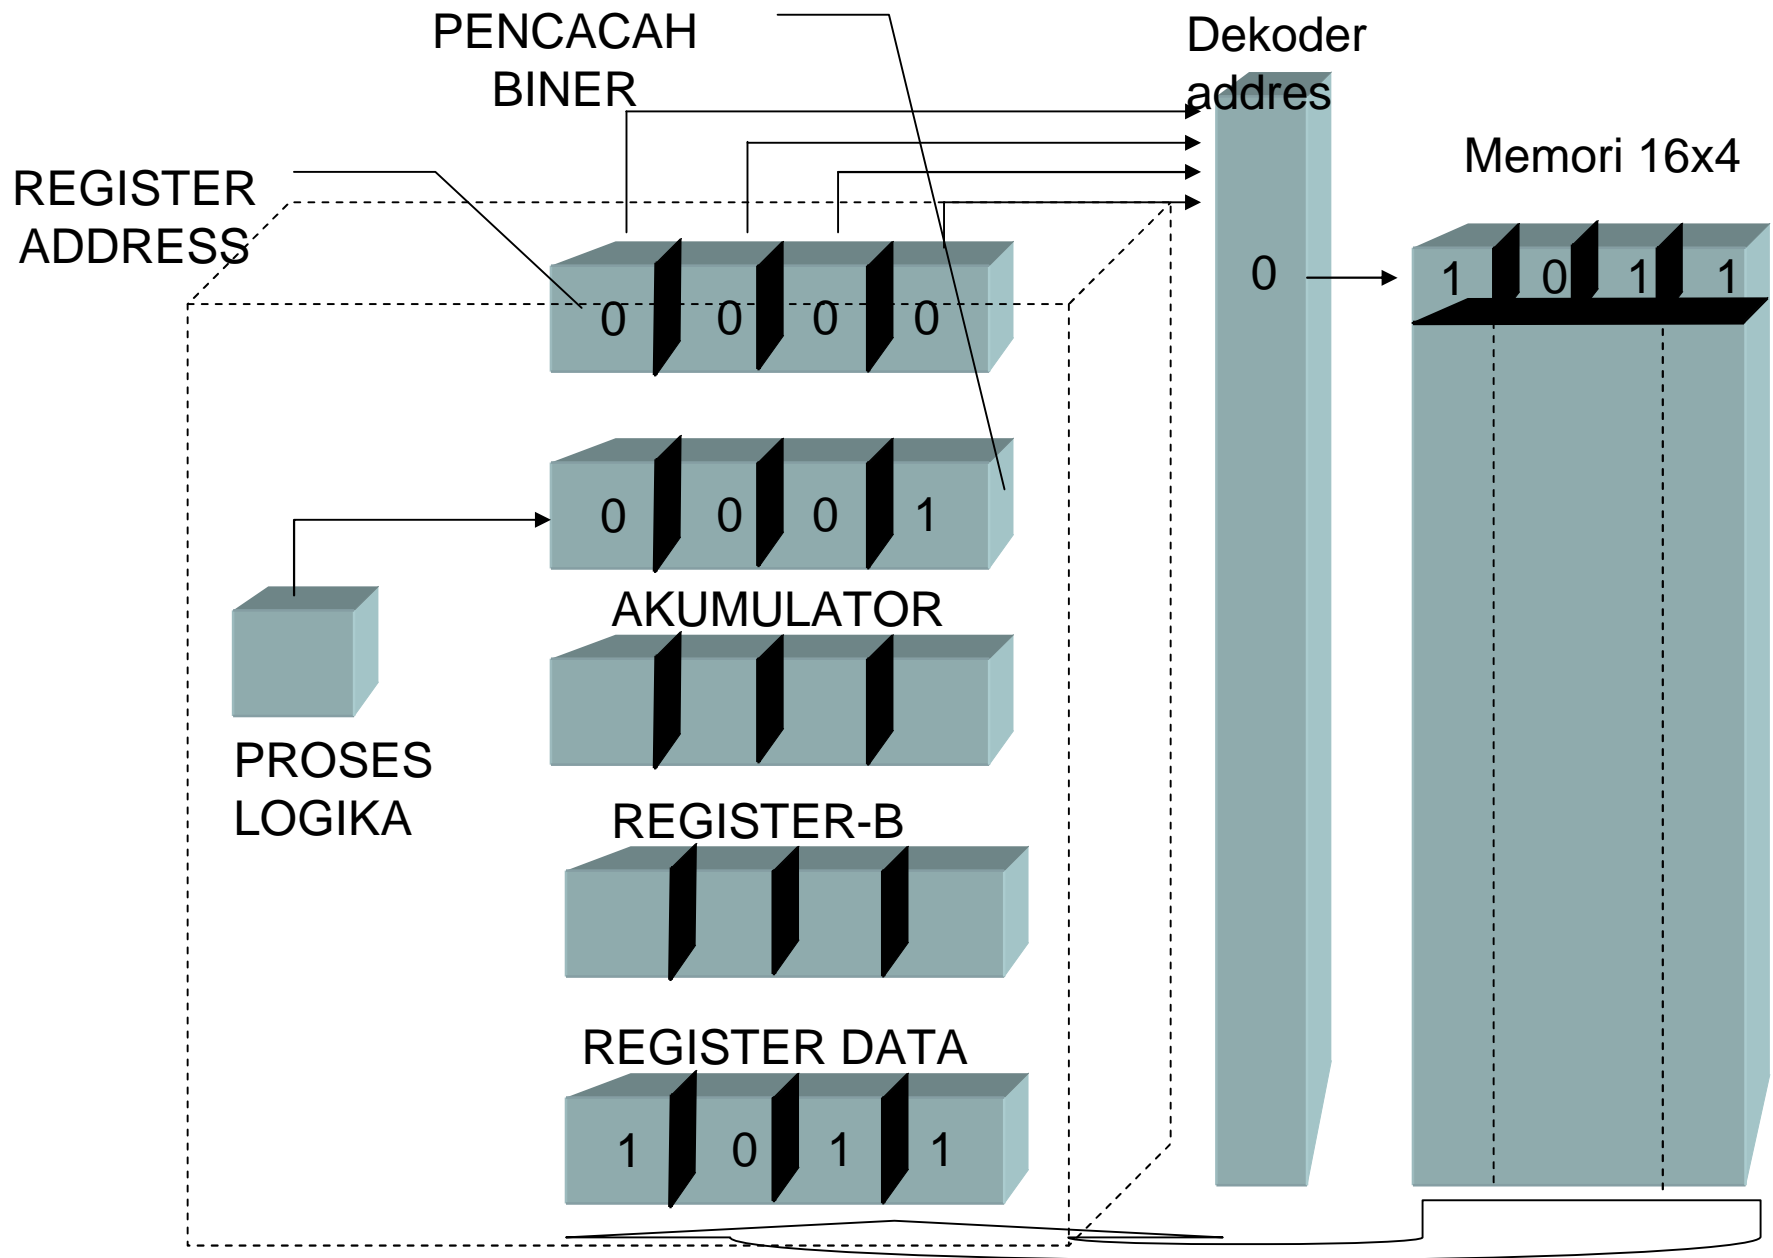 PENCACAH
BINER
Dekoder
addres
Memori 16x4
REGISTER
ADDRESS
0 0 0 0
0
1 0 1 1
0 0 0 1
AKUMULATOR
PROSES
LOGIKA
REGISTER-B
REGISTER DATA
1 0 1 1